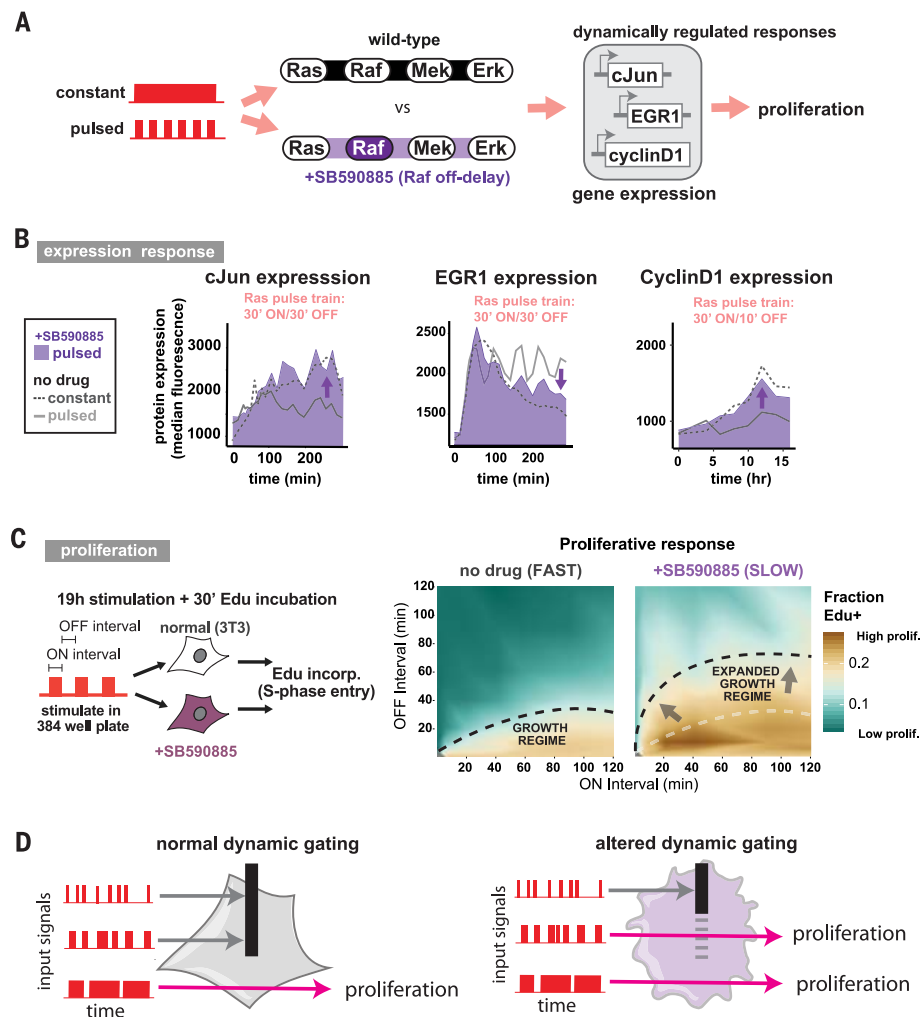 A
constant
pulsed
wild-type
Ras Raf Mek Erk
vs
Ras Raf Mek Erk
+SB590885 (Raf off-delay)
dynamically regulated responses
cJun
EGR1
cyclinD1
gene expression
proliferation
B
expression response
+SB590885
pulsed
no drug
constant
pulsed
cJun expresssion
Ras pulse train:
30' ON/30' OFF
protein expression
(median fluoresecnce)
3000
2000
1000
0 100 200
time (min)
EGR1 expression
Ras pulse train:
30' ON/30' OFF
2500
2000
1500
0 100 200
time (min)
CyclinD1 expression
Ras pulse train:
30' ON/10' OFF
2000
1000
0 5 10 15
time (hr)
C
proliferation
19h stimulation + 30' Edu incubation
OFF interval
ON interval
stimulate in
384 well plate
normal (3T3)
+SB590885
Edu incorp.
(S-phase entry)
Proliferative response
no drug (FAST)
+SB590885 (SLOW)
OFF Interval (min)
120
100
80
60
40
20
GROWTH
REGIME
20 40 60 80 100 120
EXPANDED
GROWTH
REGIME
20 40 60 80 100 120
ON Interval (min)
Fraction
Edu+
High prolif.
0.2
0.1
Low prolif.
D
normal dynamic gating
input signals
time
proliferation
altered dynamic gating
input signals
time
proliferation
proliferation